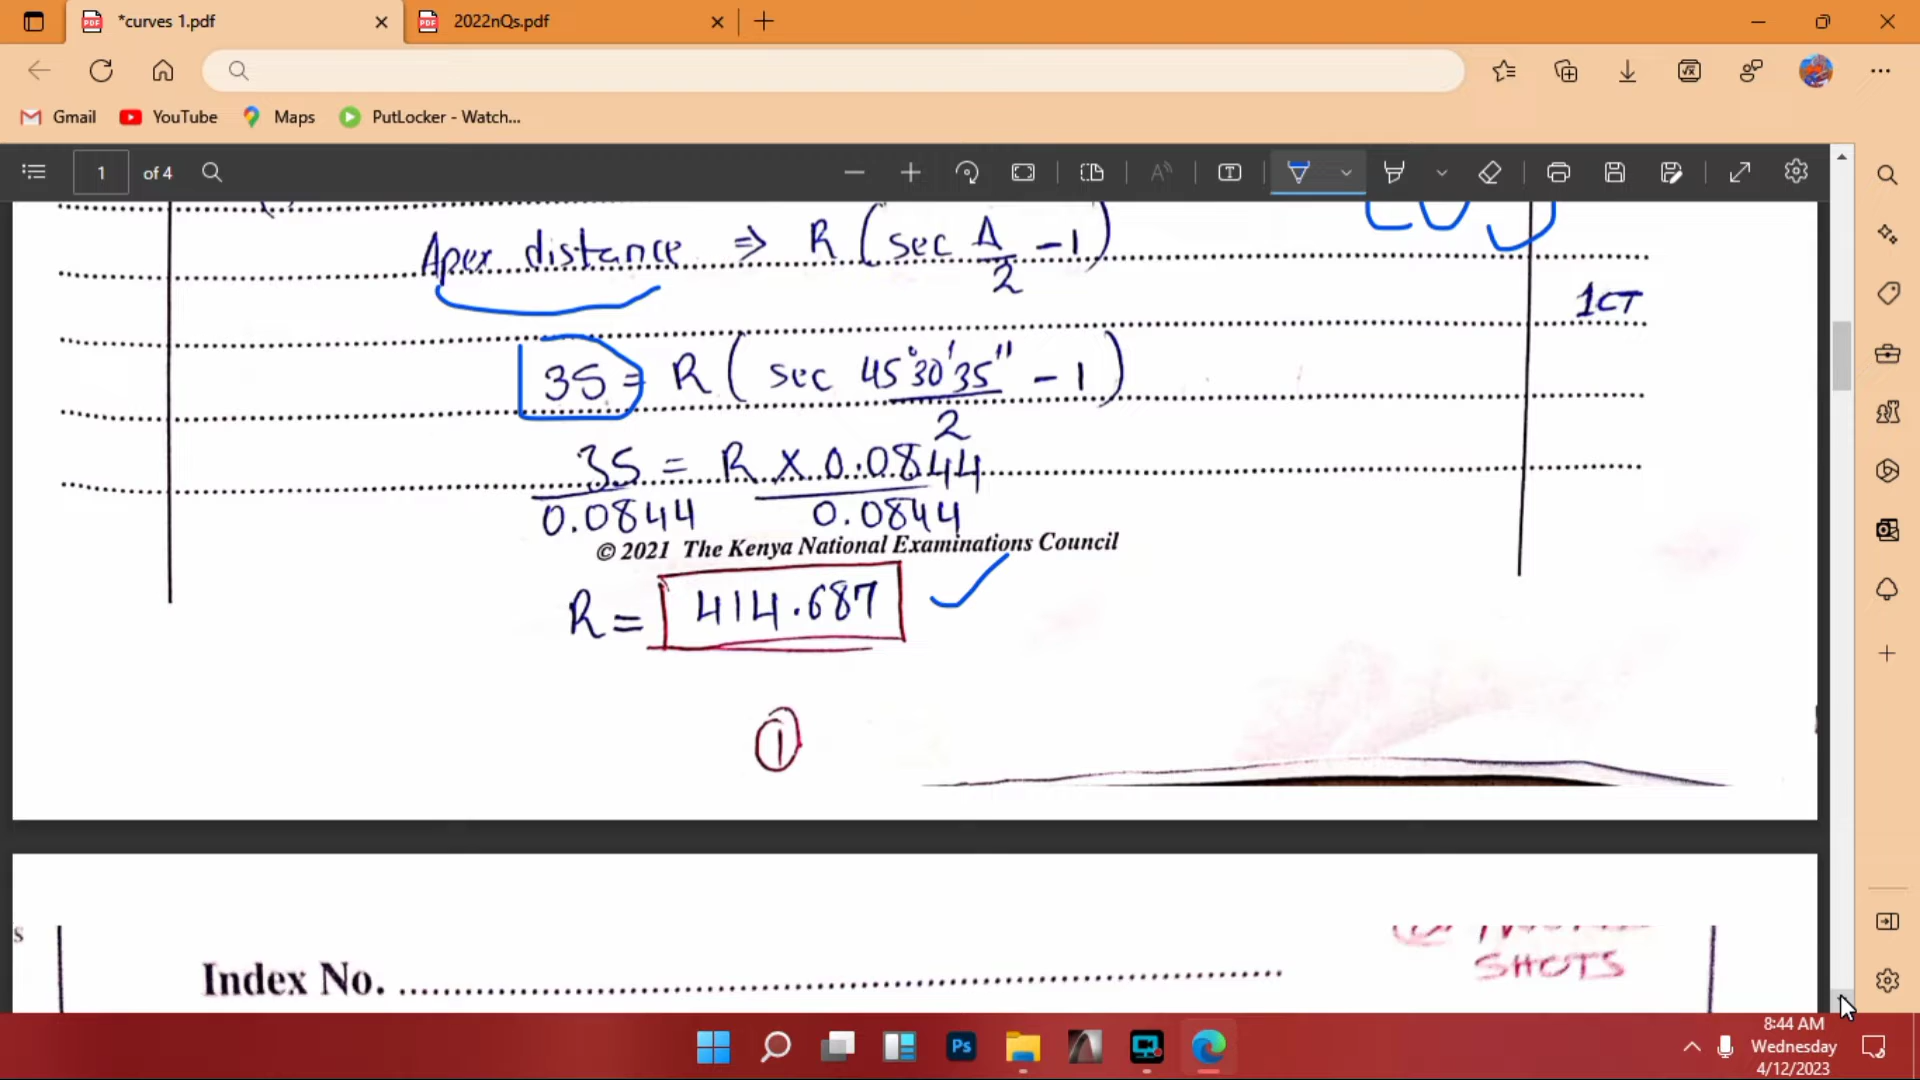 *curves 1.pdf
2022nQs.pdf
Gmail
YouTube
Maps
PutLocker - Watch...
1
of 4
Apex distance ⇒ R (sec Δ/2 -1)
1CT
35 = R ( sec 45°30'35"/2 - 1 )
35 = R X 0.0844
0.0844 0.0844
© 2021 The Kenya National Examinations Council
R = 414.687
1
s
Index No. ..........
SHOTS
Ps
8:44 AM
Wednesday
4/12/2023